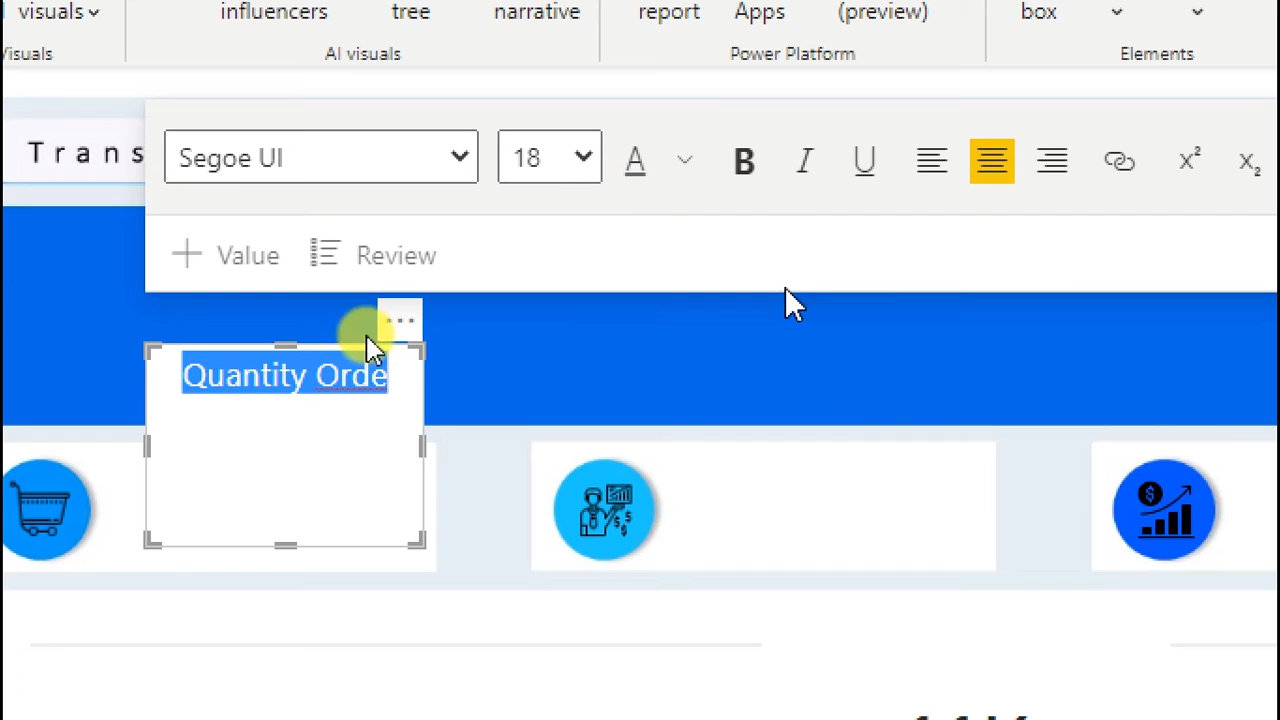 visuals influencers tree narrative report Apps (preview) box
AI visuals Power Platform Elements
Trans
Segoe UI 18 A B I U x² x₂
+ Value Review
...
Quantity Orde